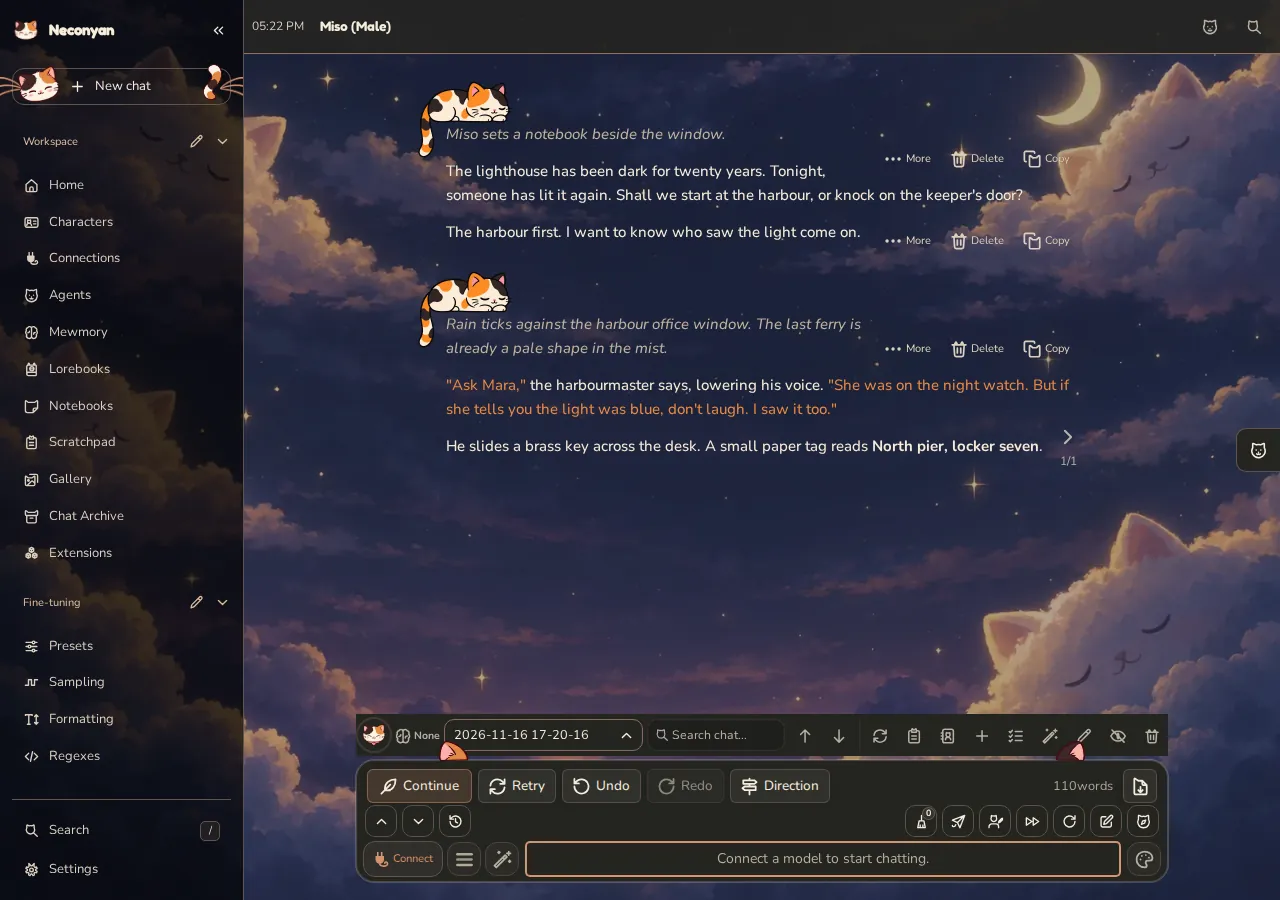 Neconyan
New chat
Workspace
Home
Characters
Connections
Agents
Mewmory
Lorebooks
Notebooks
Scratchpad
Gallery
Chat Archive
Extensions
Fine-tuning
Presets
Sampling
Formatting
Regexes
Search /
Settings
05:22 PM Miso (Male)
Miso sets a notebook beside the window.
More Delete Copy
The lighthouse has been dark for twenty years. Tonight,
someone has lit it again. Shall we start at the harbour, or knock on the keeper's door?
The harbour first. I want to know who saw the light come on.
More Delete Copy
Rain ticks against the harbour office window. The last ferry is
already a pale shape in the mist.
More Delete Copy
"Ask Mara," the harbourmaster says, lowering his voice. "She was on the night watch. But if
she tells you the light was blue, don't laugh. I saw it too."
He slides a brass key across the desk. A small paper tag reads North pier, locker seven.
1/1
None 2026-11-16 17-20-16 Search chat...
Continue Retry Undo Redo Direction 110words
0
Connect Connect a model to start chatting.